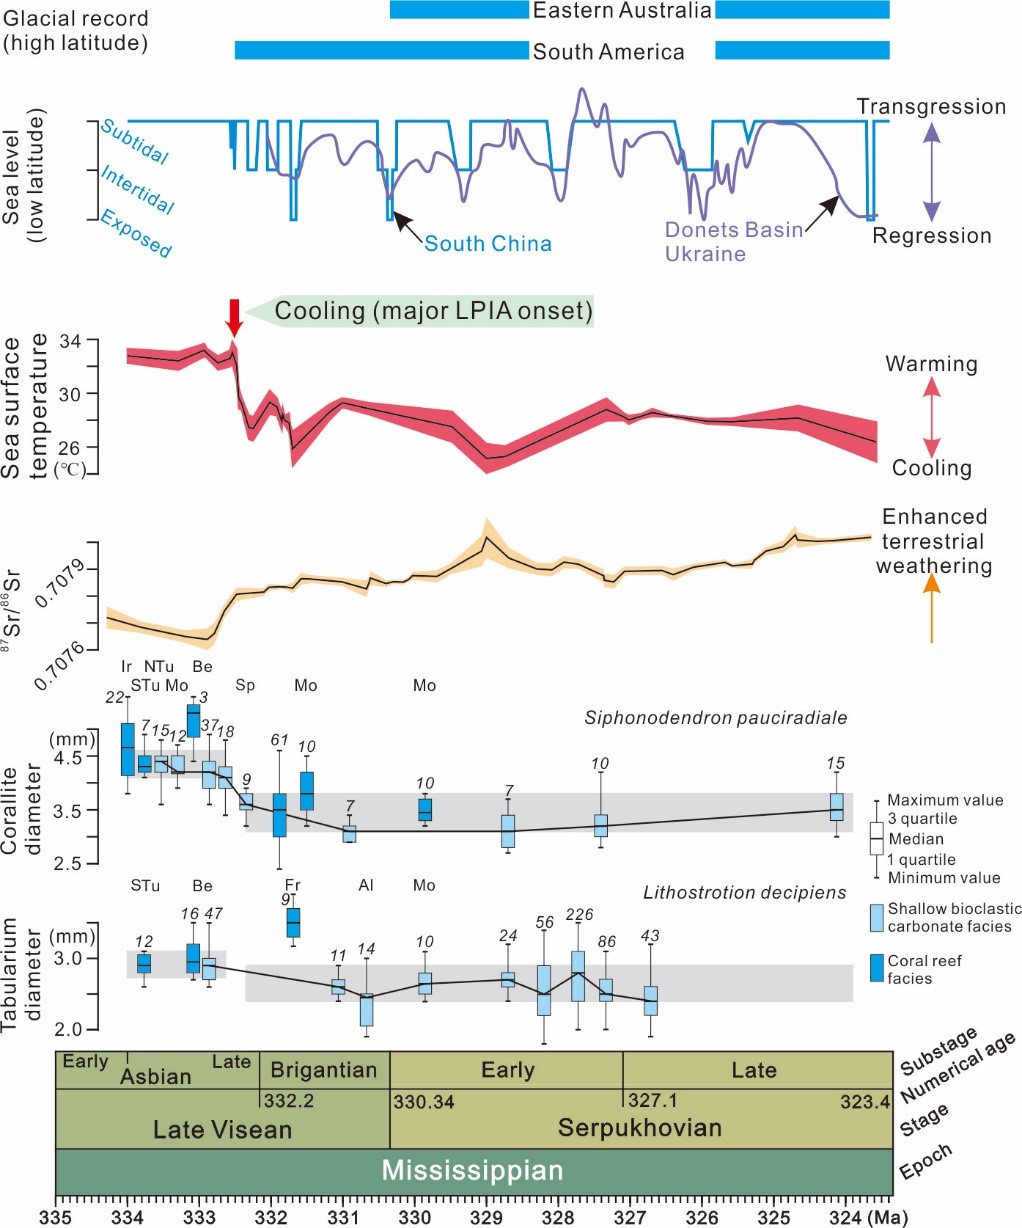 Glacial record
(high latitude)
Eastern Australia
South America
Sea level
(low latitude)
Subtidal
Intertidal
Exposed
South China
Donets Basin
Ukraine
Transgression
Regression
Cooling (major LPIA onset)
Sea surface
temperature
(℃)
34
30
26
Warming
Cooling
87Sr/86Sr
0.7079
0.7076
Enhanced
terrestrial
weathering
Ir NTu Be
STu Mo Sp Mo Mo
Siphonodendron pauciradiale
Corallite
diameter
(mm)
4.5
3.5
2.5
22 7 15 12 3 37 18 9 61 10 7 10 7 10 15
Maximum value
3 quartile
Median
1 quartile
Minimum value
Shallow bioclastic
carbonate facies
Coral reef
facies
STu Be Fr Al Mo
Lithostrotion decipiens
Tabularium
diameter
(mm)
3.0
2.0
12 16 47 9 11 14 10 24 56 226 86 43
Early Asbian Late Brigantian Early Late
Substage
332.2 330.34 327.1 323.4
Numerical age
Late Visean Serpukhovian
Stage
Mississippian
Epoch
335 334 333 332 331 330 329 328 327 326 325 324 (Ma)